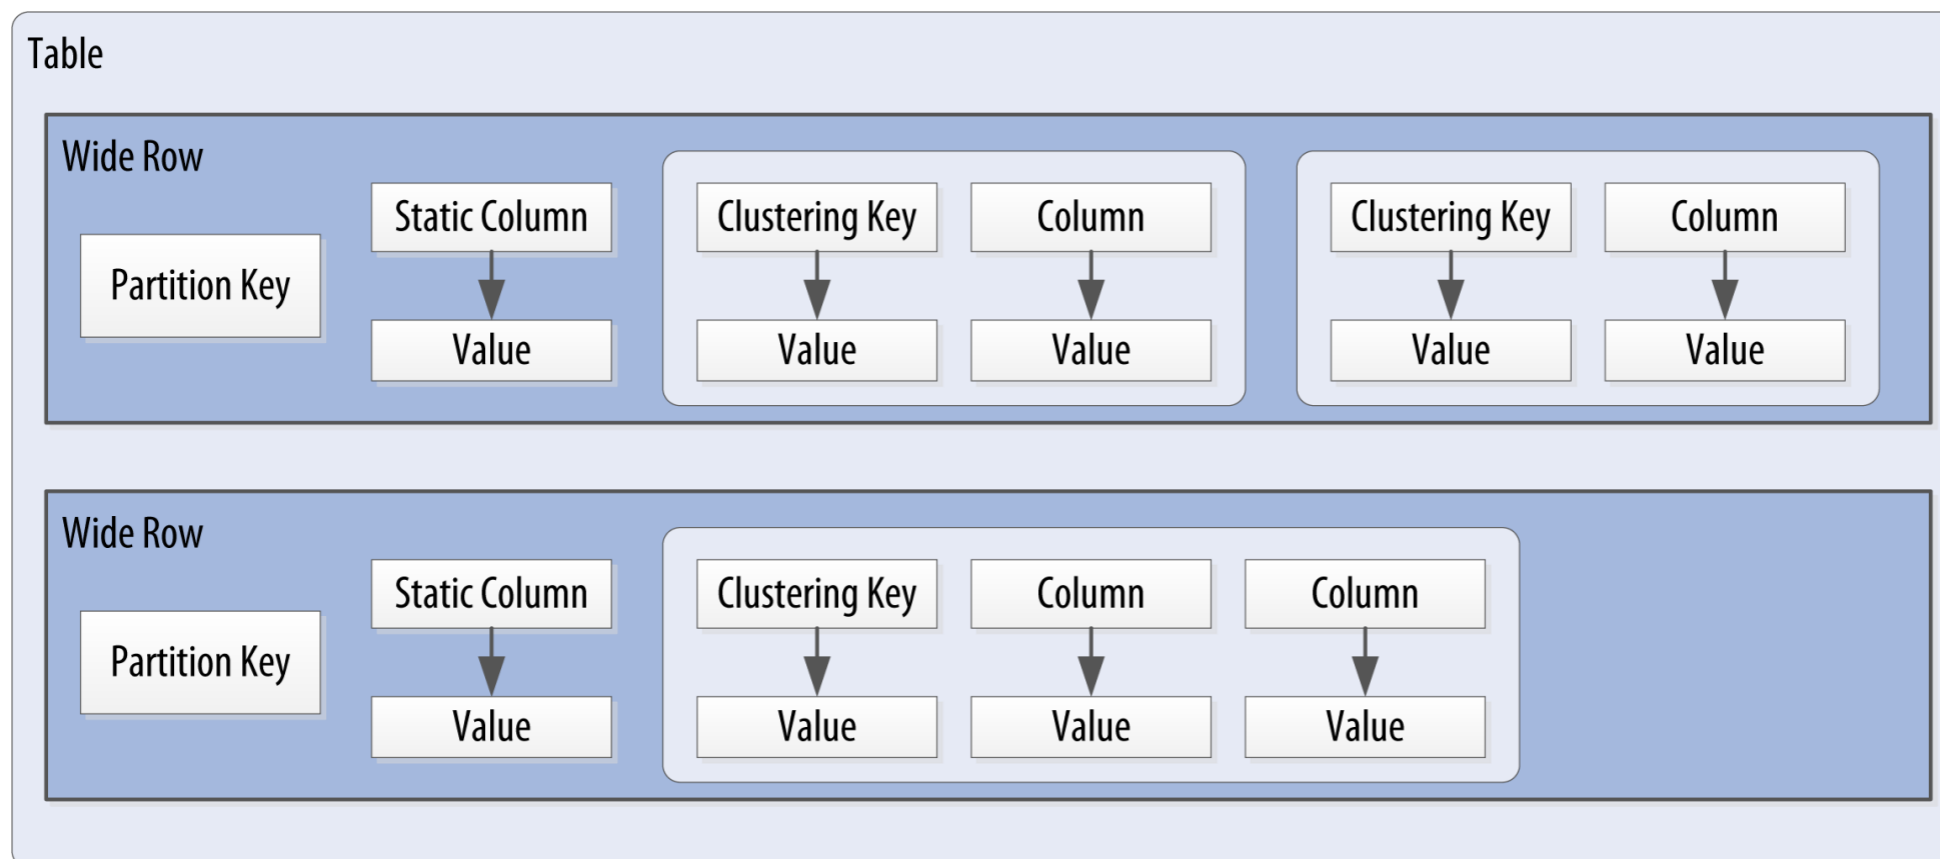 Table
Wide Row
Partition Key
Static Column
Value
Clustering Key
Value
Column
Value
Clustering Key
Value
Column
Value
Wide Row
Partition Key
Static Column
Value
Clustering Key
Value
Column
Value
Column
Value